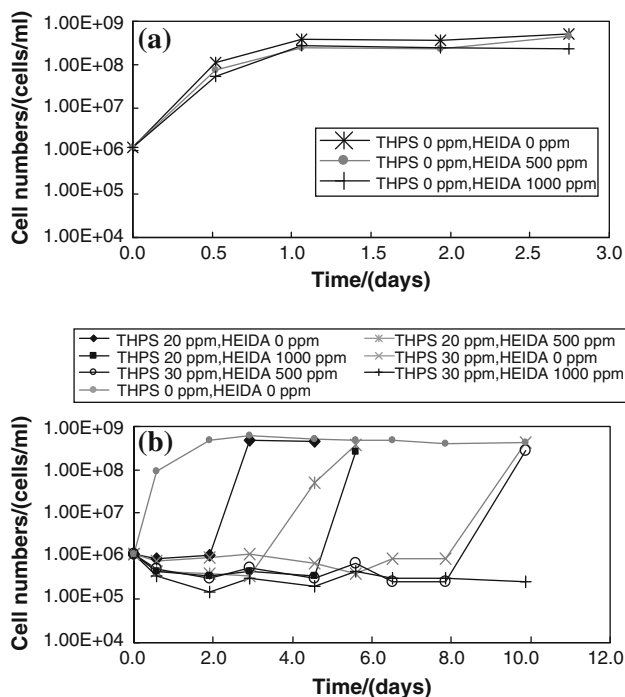 (a)
Cell numbers/(cells/ml)
1.00E+09
1.00E+08
1.00E+07
1.00E+06
1.00E+05
1.00E+04
THPS 0 ppm,HEIDA 0 ppm
THPS 0 ppm,HEIDA 500 ppm
THPS 0 ppm,HEIDA 1000 ppm
0.0 0.5 1.0 1.5 2.0 2.5 3.0
Time/(days)
THPS 20 ppm,HEIDA 0 ppm THPS 20 ppm,HEIDA 500 ppm
THPS 20 ppm,HEIDA 1000 ppm THPS 30 ppm,HEIDA 0 ppm
THPS 30 ppm,HEIDA 500 ppm THPS 30 ppm,HEIDA 1000 ppm
THPS 0 ppm,HEIDA 0 ppm
(b)
Cell numbers/(cells/ml)
1.00E+09
1.00E+08
1.00E+07
1.00E+06
1.00E+05
1.00E+04
0.0 2.0 4.0 6.0 8.0 10.0 12.0
Time/(days)